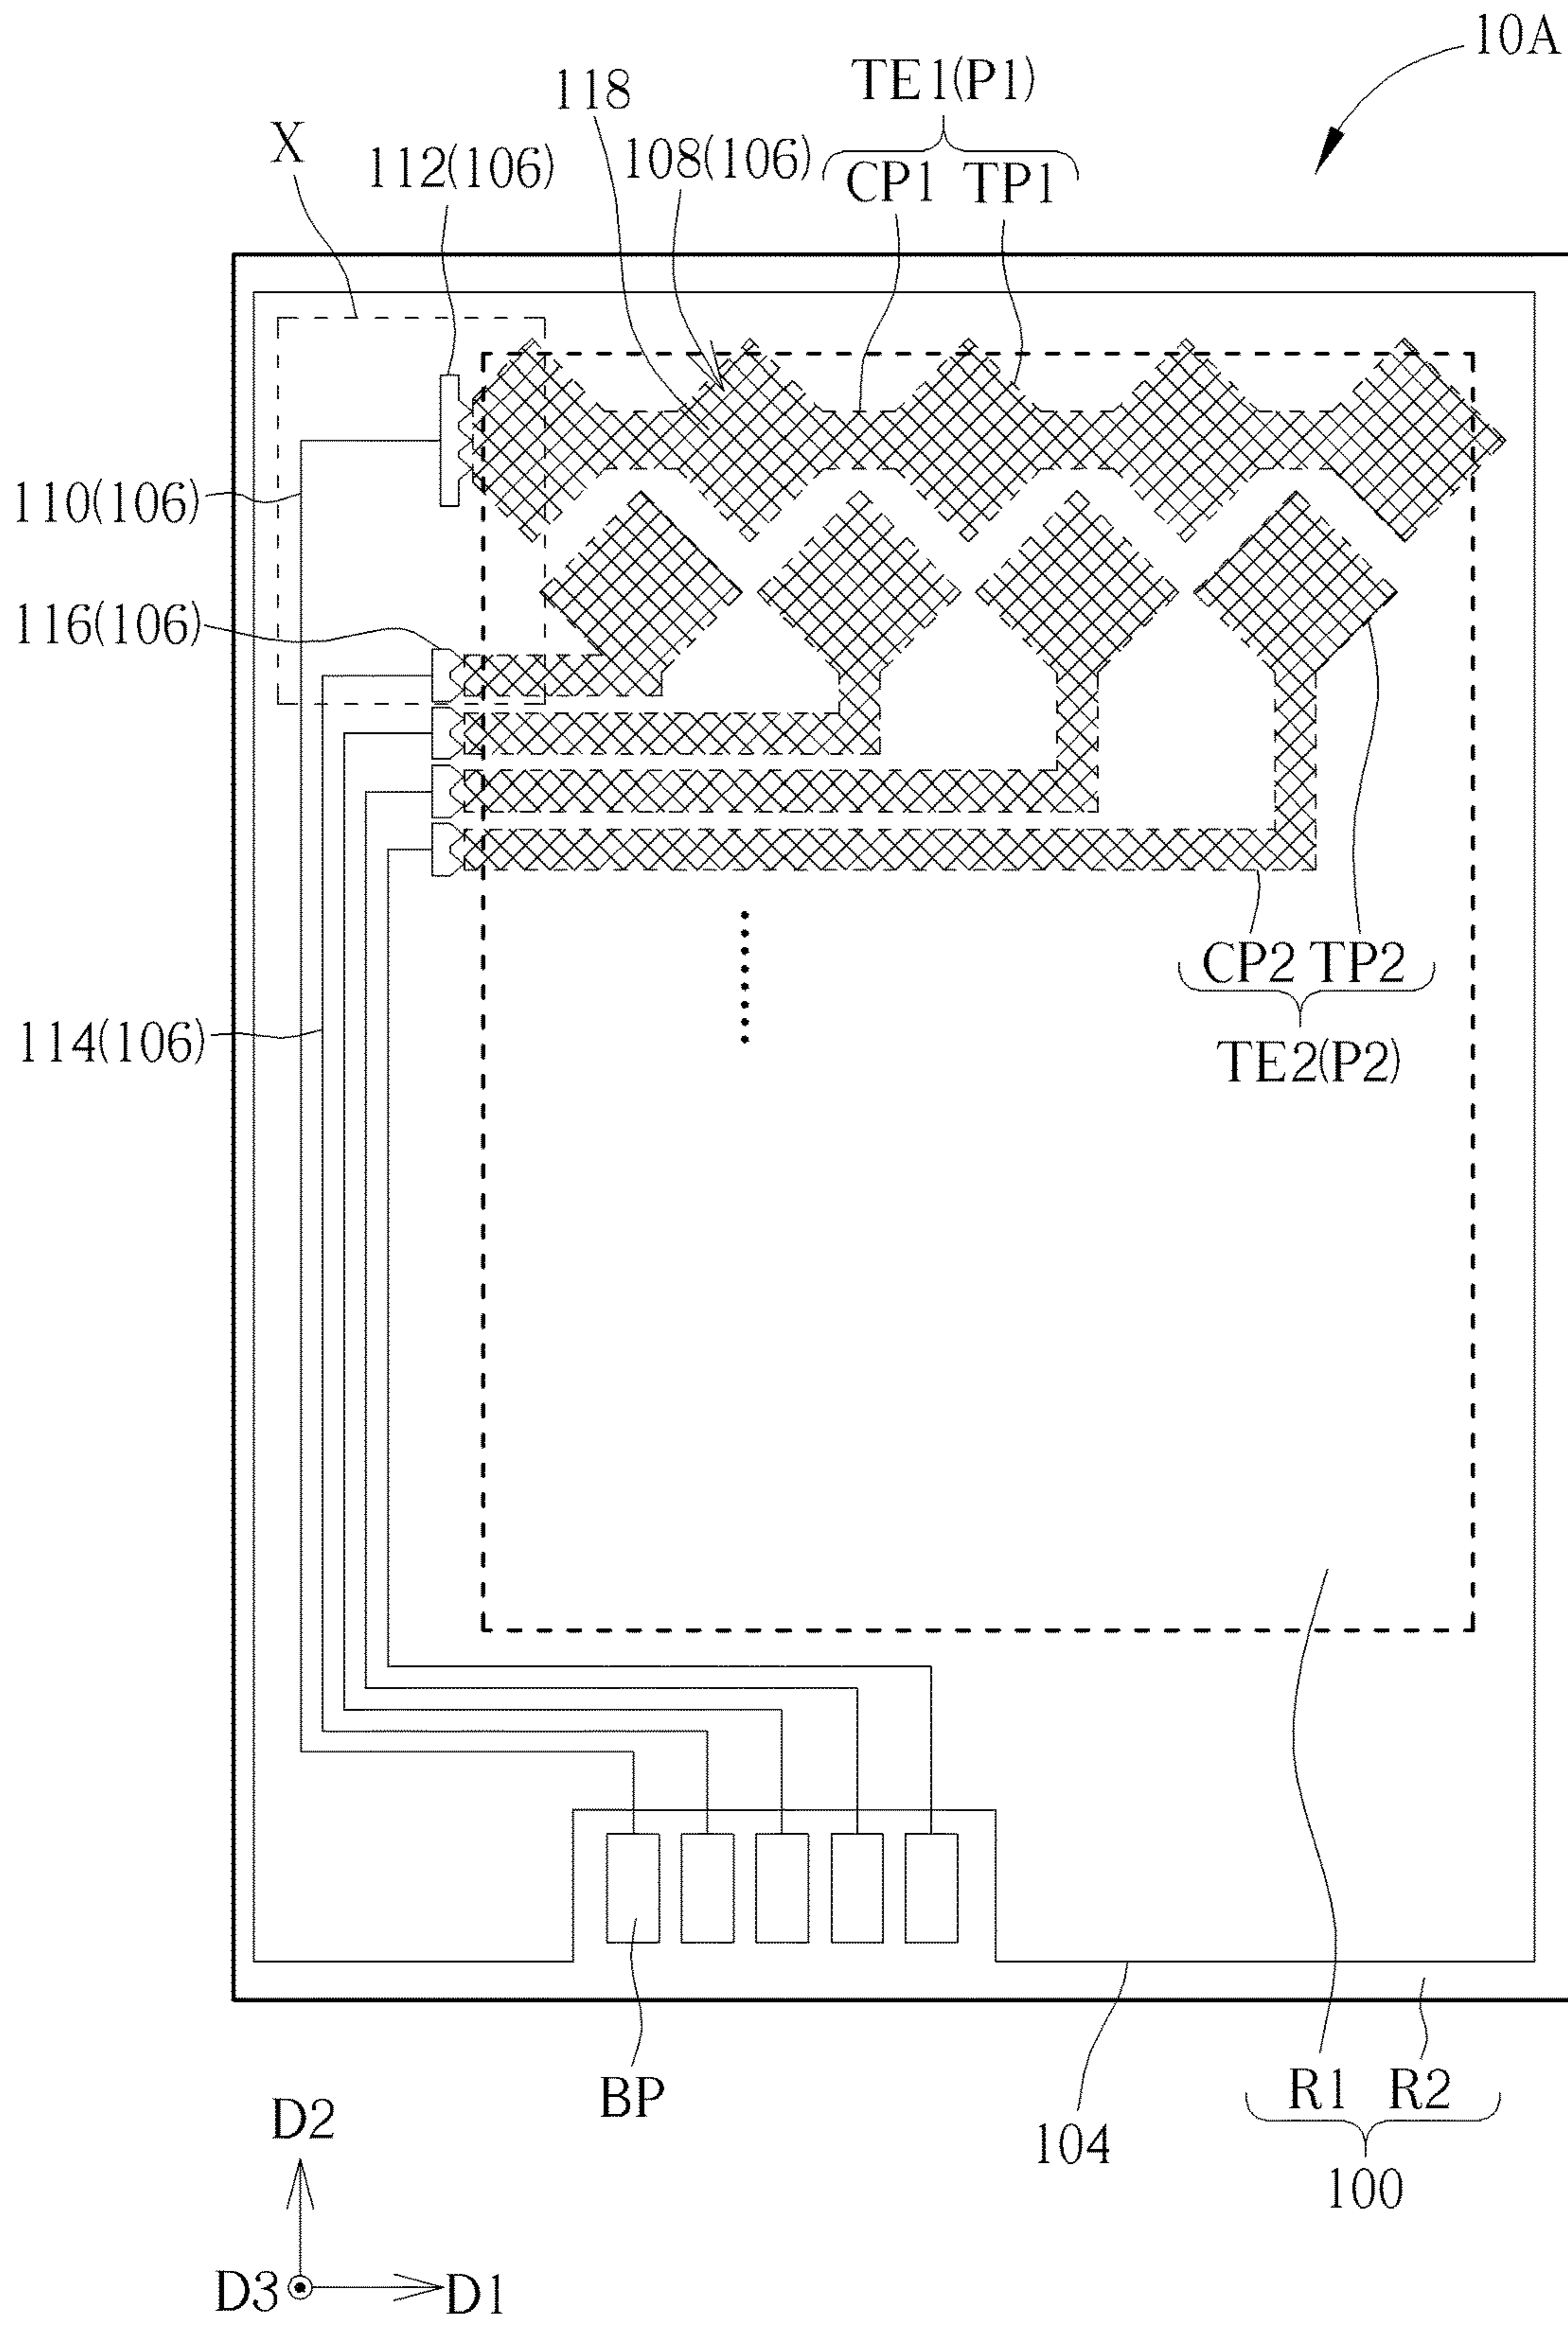 10A
TE1(P1)
118
X
112(106)
108(106)
CP1 TP1
110(106)
116(106)
CP2 TP2
114(106)
TE2(P2)
BP
R1 R2
D2
104
100
D3
D1